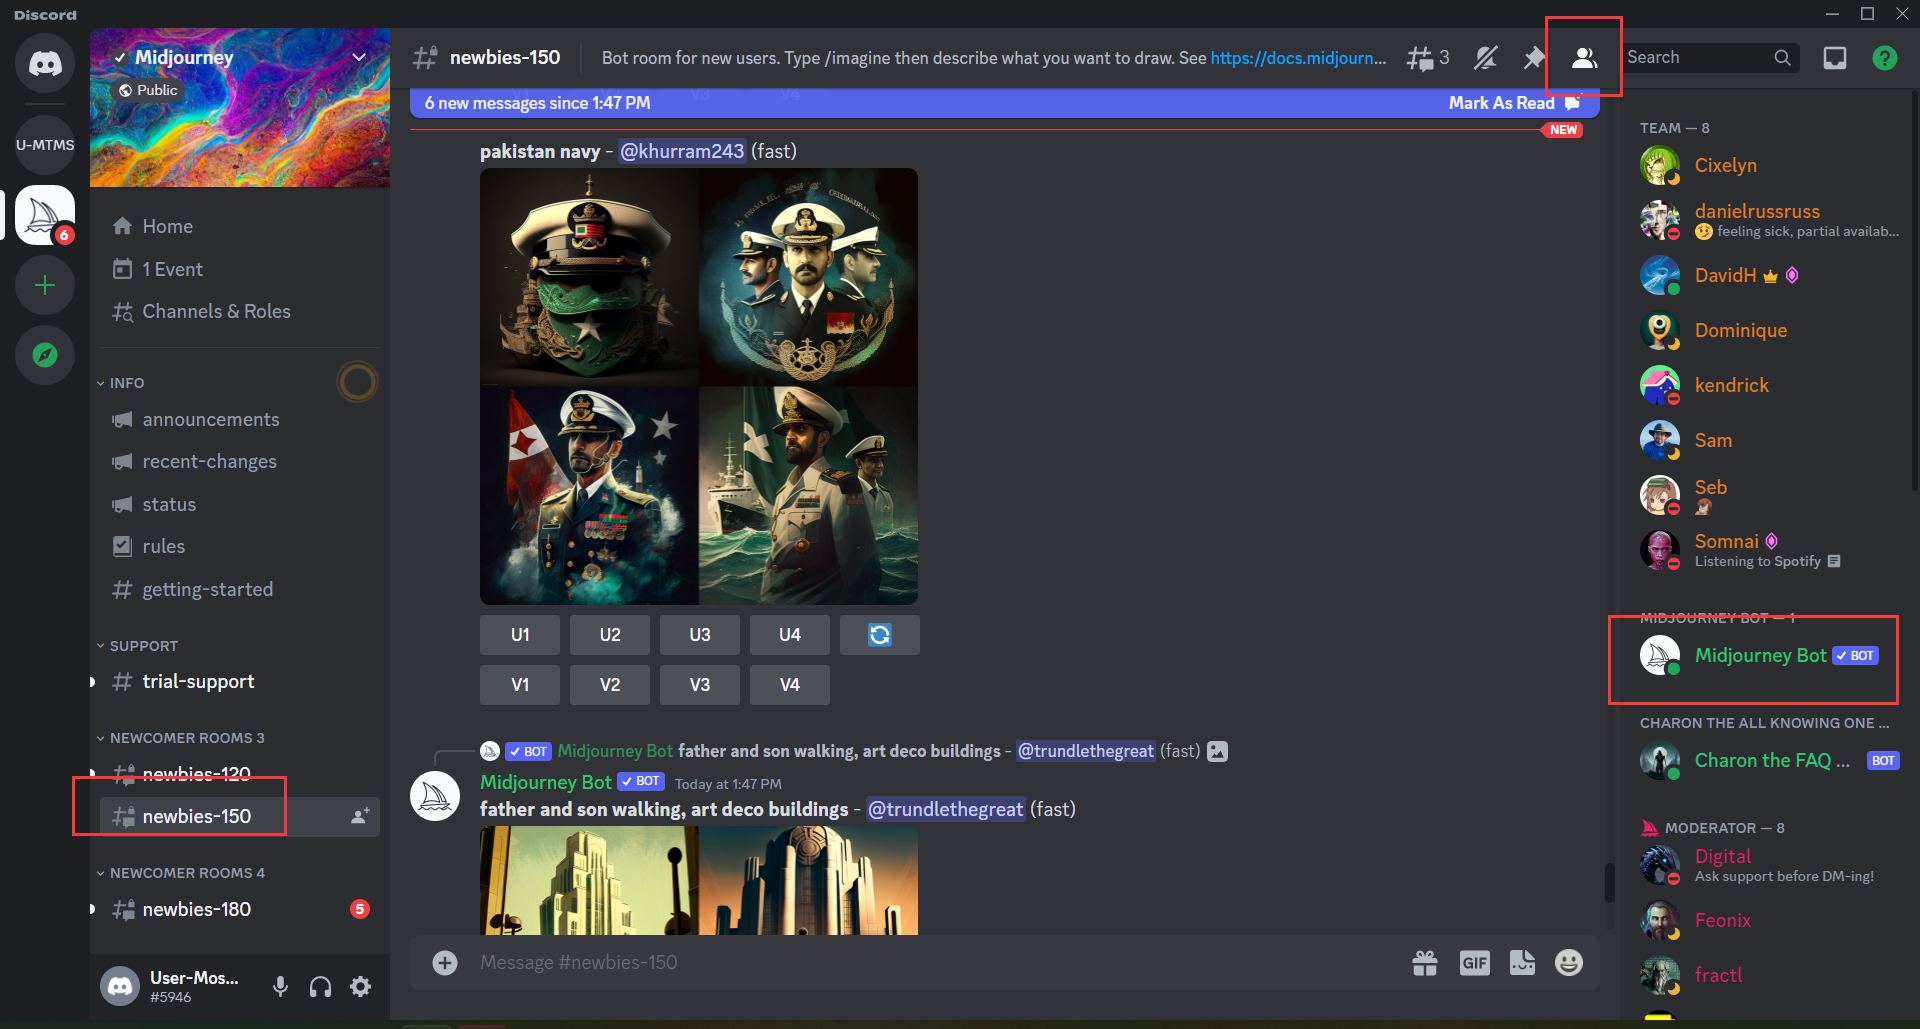 Discord
Midjourney
Public
U-MTMS
6
Home
1 Event
Channels & Roles
INFO
announcements
recent-changes
status
rules
getting-started
SUPPORT
trial-support
NEWCOMER ROOMS 3
newbies-120
newbies-150
NEWCOMER ROOMS 4
newbies-180
5
User-Mos...
#5946
newbies-150
Bot room for new users. Type /imagine then describe what you want to draw. See https://docs.midjourn...
3
Search
6 new messages since 1:47 PM
Mark As Read
NEW
pakistan navy - @khurram243 (fast)
U1 U2 U3 U4
V1 V2 V3 V4
BOT Midjourney Bot father and son walking, art deco buildings - @trundlethegreat (fast)
Midjourney Bot BOT Today at 1:47 PM
father and son walking, art deco buildings - @trundlethegreat (fast)
Message #newbies-150
GIF
TEAM — 8
Cixelyn
danielrussruss
feeling sick, partial availab...
DavidH
Dominique
kendrick
Sam
Seb
Somnai
Listening to Spotify
MIDJOURNEY BOT — 1
Midjourney Bot BOT
CHARON THE ALL KNOWING ONE ...
Charon the FAQ ... BOT
MODERATOR — 8
Digital
Ask support before DM-ing!
Feonix
fractl